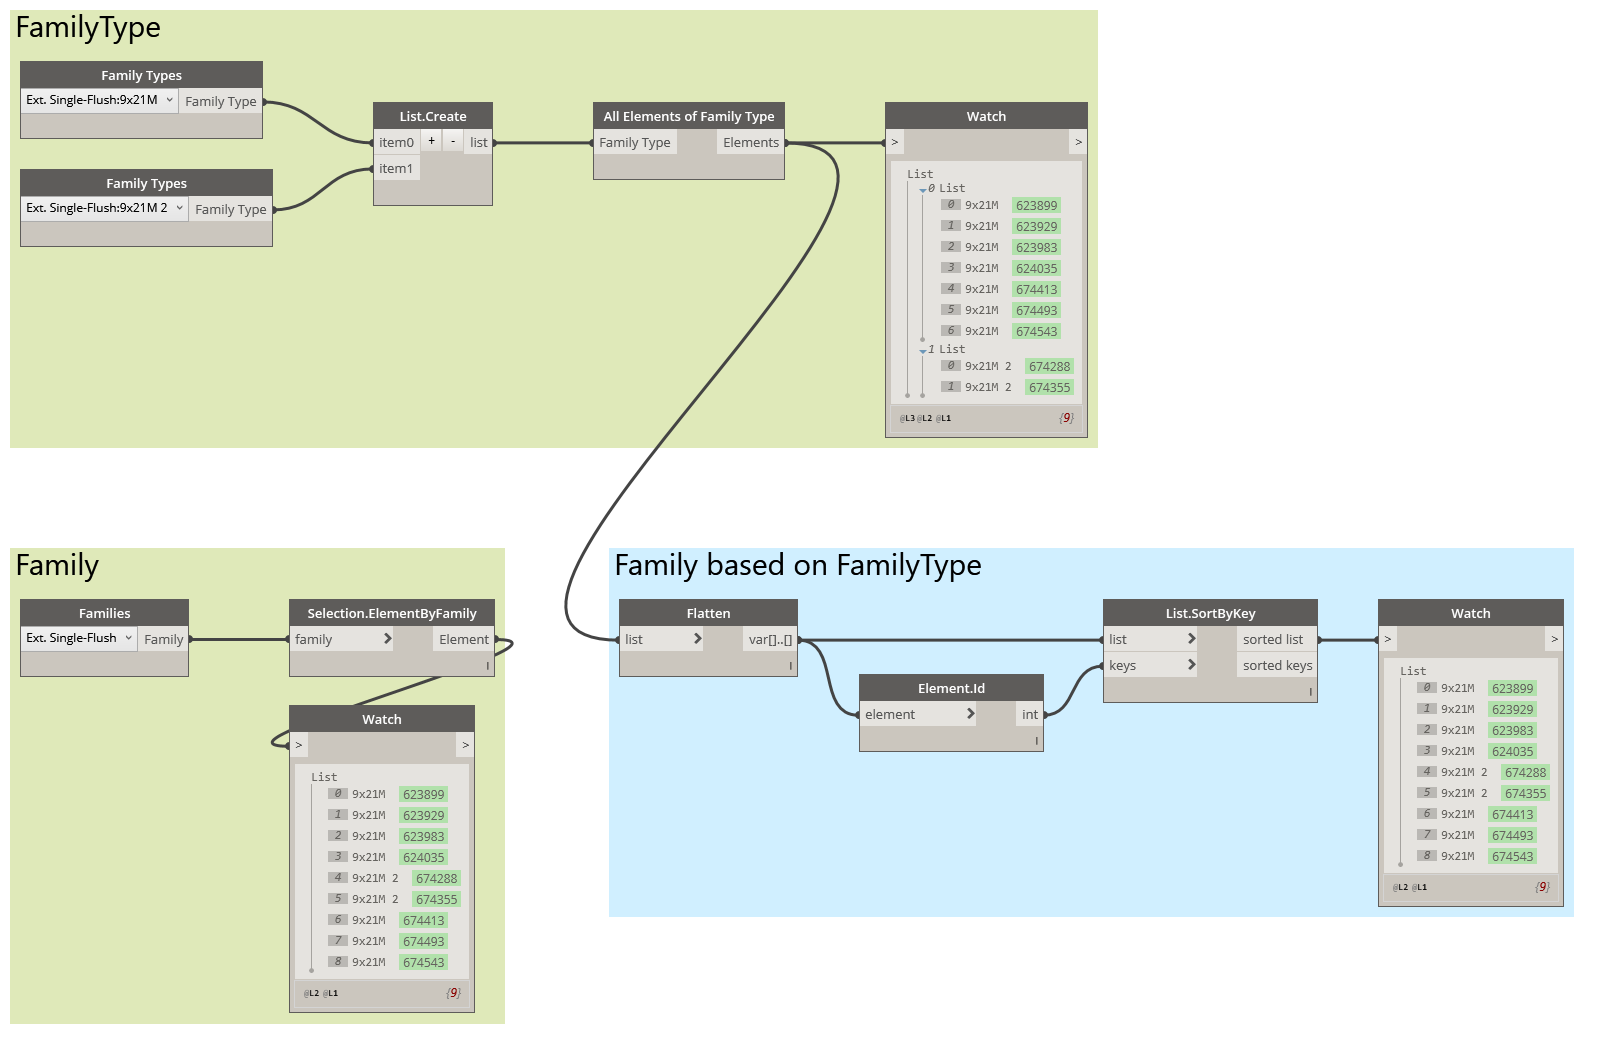 FamilyType
Family Types
Ext. Single-Flush:9x21M
Family Type
Family Types
Ext. Single-Flush:9x21M 2
Family Type
List.Create
item0 + - list
item1
All Elements of Family Type
Family Type Elements
Watch
> >
List
0 List
0 9x21M 623899
1 9x21M 623929
2 9x21M 623983
3 9x21M 624035
4 9x21M 674413
5 9x21M 674493
6 9x21M 674543
1 List
0 9x21M 2 674288
1 9x21M 2 674355
@L3 @L2 @L1 {9}
Family
Families
Ext. Single-Flush
Family
Selection.ElementByFamily
family > Element
l
Watch
> >
List
0 9x21M 623899
1 9x21M 623929
2 9x21M 623983
3 9x21M 624035
4 9x21M 2 674288
5 9x21M 2 674355
6 9x21M 674413
7 9x21M 674493
8 9x21M 674543
@L2 @L1 {9}
Family based on FamilyType
Flatten
list > var[]..[]
l
Element.Id
element > int
l
List.SortByKey
list > sorted list
keys > sorted keys
l
Watch
> >
List
0 9x21M 623899
1 9x21M 623929
2 9x21M 623983
3 9x21M 624035
4 9x21M 2 674288
5 9x21M 2 674355
6 9x21M 674413
7 9x21M 674493
8 9x21M 674543
@L2 @L1 {9}